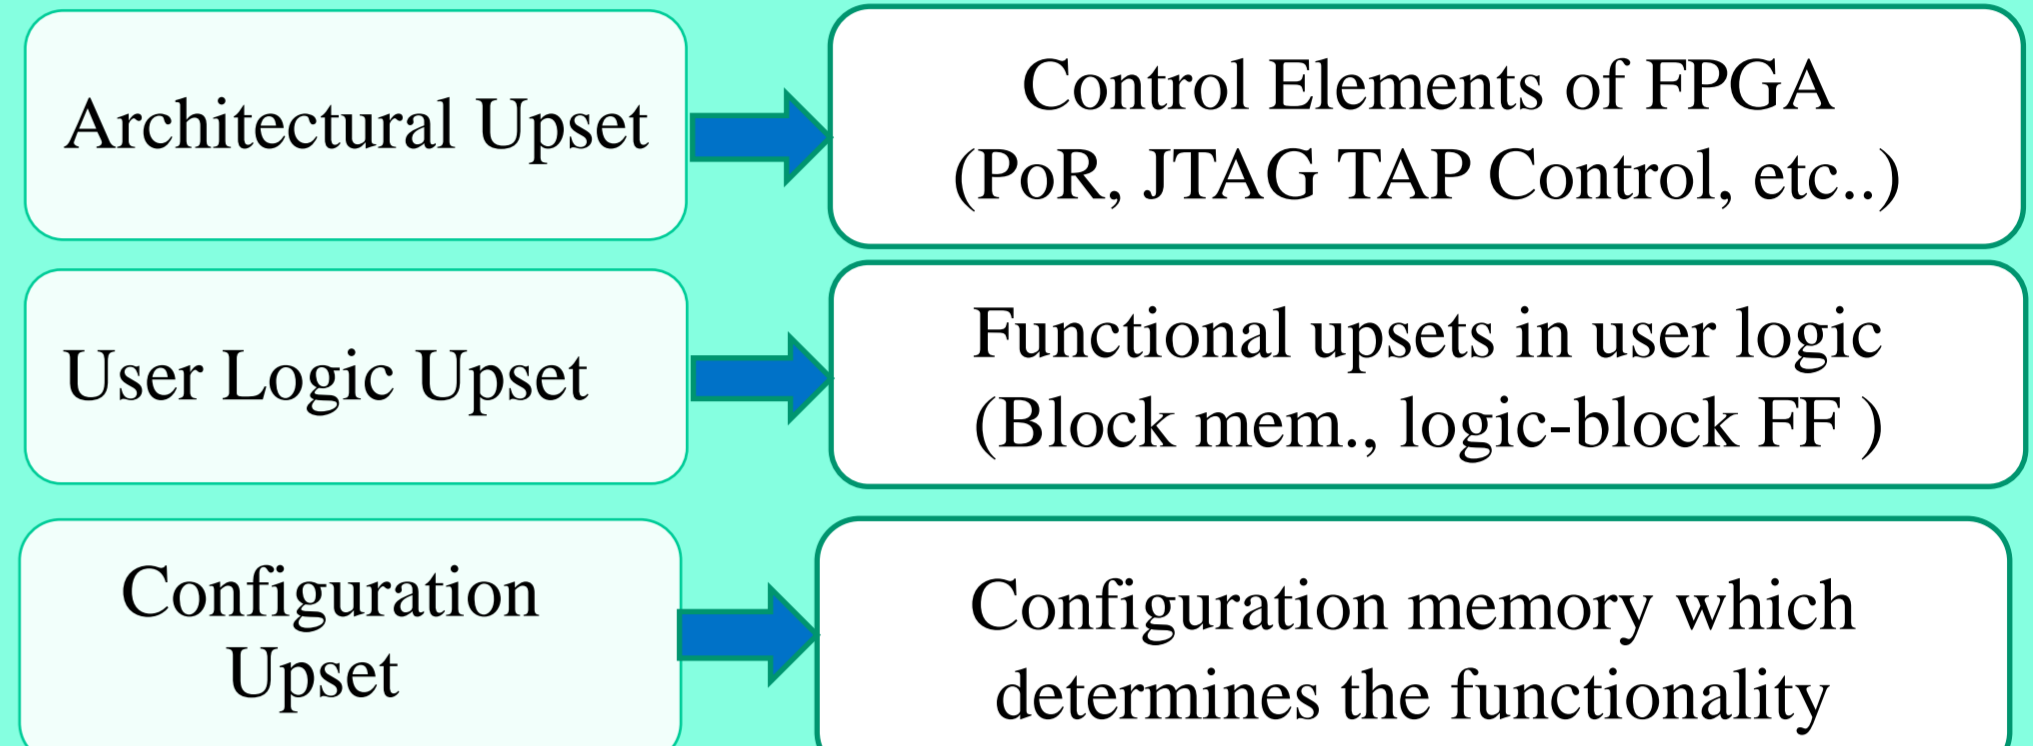 Architectural Upset
Control Elements of FPGA
(PoR, JTAG TAP Control, etc..)
User Logic Upset
Functional upsets in user logic
(Block mem., logic-block FF )
Configuration
Upset
Configuration memory which
determines the functionality